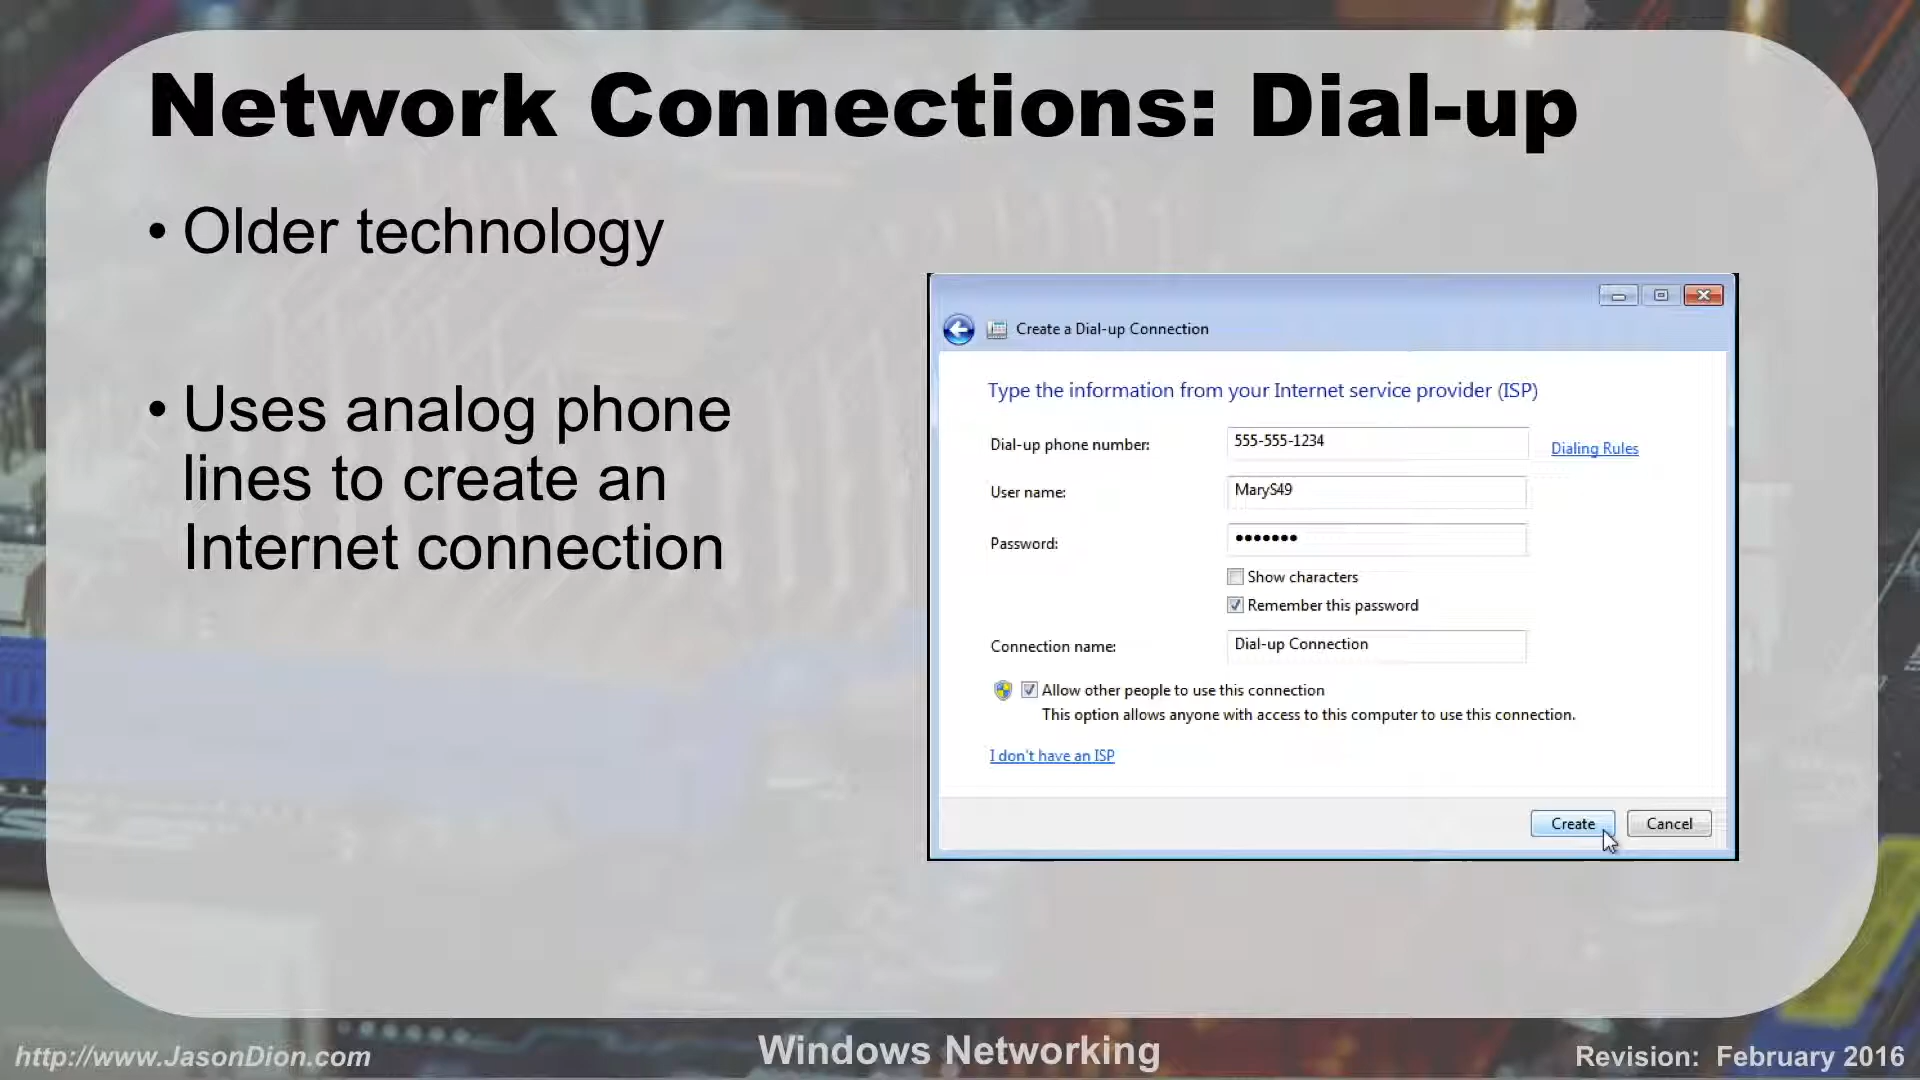 Network Connections: Dial-up
• Older technology
• Uses analog phone
lines to create an
Internet connection
Create a Dial-up Connection
Type the information from your Internet service provider (ISP)
Dial-up phone number: 555-555-1234 Dialing Rules
User name: MaryS49
Password: •••••••
Show characters
Remember this password
Connection name: Dial-up Connection
Allow other people to use this connection
This option allows anyone with access to this computer to use this connection.
I don't have an ISP
Create Cancel
http://www.JasonDion.com Windows Networking Revision: February 2016